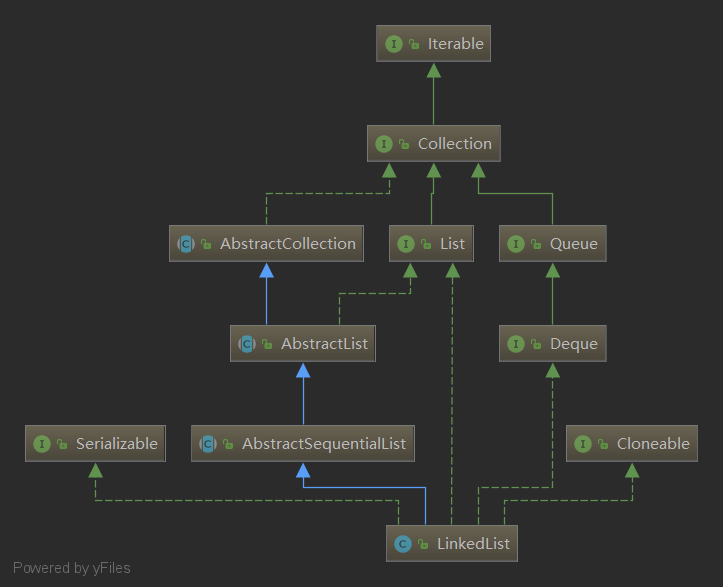 I Iterable
I Collection
C AbstractCollection
I List
I Queue
C AbstractList
I Deque
I Serializable
C AbstractSequentialList
I Cloneable
C LinkedList
Powered by yFiles